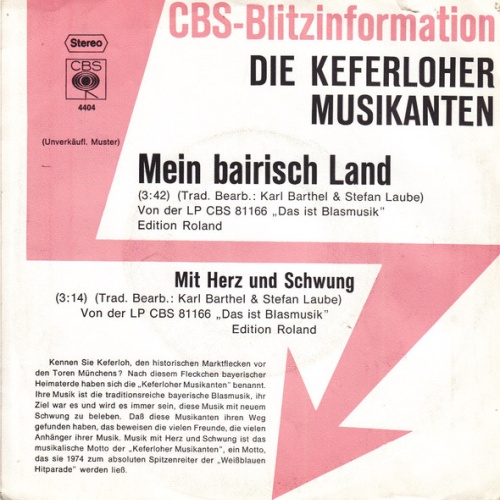 CBS-Blitzinformation
Stereo
CBS
4404
DIE KEFERLOHER
MUSIKANTEN
(Unverkäufl. Muster)
Mein bairisch Land
(3:42) (Trad. Bearb.: Karl Barthel & Stefan Laube)
Von der LP CBS 81166 „Das ist Blasmusik"
Edition Roland
Mit Herz und Schwung
(3:14) (Trad. Bearb.: Karl Barthel & Stefan Laube)
Von der LP CBS 81166 „Das ist Blasmusik"
Edition Roland
Kennen Sie Keferloh, den historischen Marktflecken vor
den Toren Münchens? Nach diesem Fleckchen bayerischer
Heimaterde haben sich die „Keferloher Musikanten" benannt.
Ihre Musik ist die traditionsreiche bayerische Blasmusik, ihr
Ziel war es und wird es immer sein, diese Musik mit neuem
Schwung zu beleben. Daß diese Musikanten ihren Weg
gefunden haben, das beweisen die vielen Freunde, die vielen
Anhänger ihrer Musik. Musik mit Herz und Schwung ist das
musikalische Motto der „Keferloher Musikanten", ein Motto,
das sie 1974 zum absoluten Spitzenreiter der „Weißblauen
Hitparade" werden ließ.